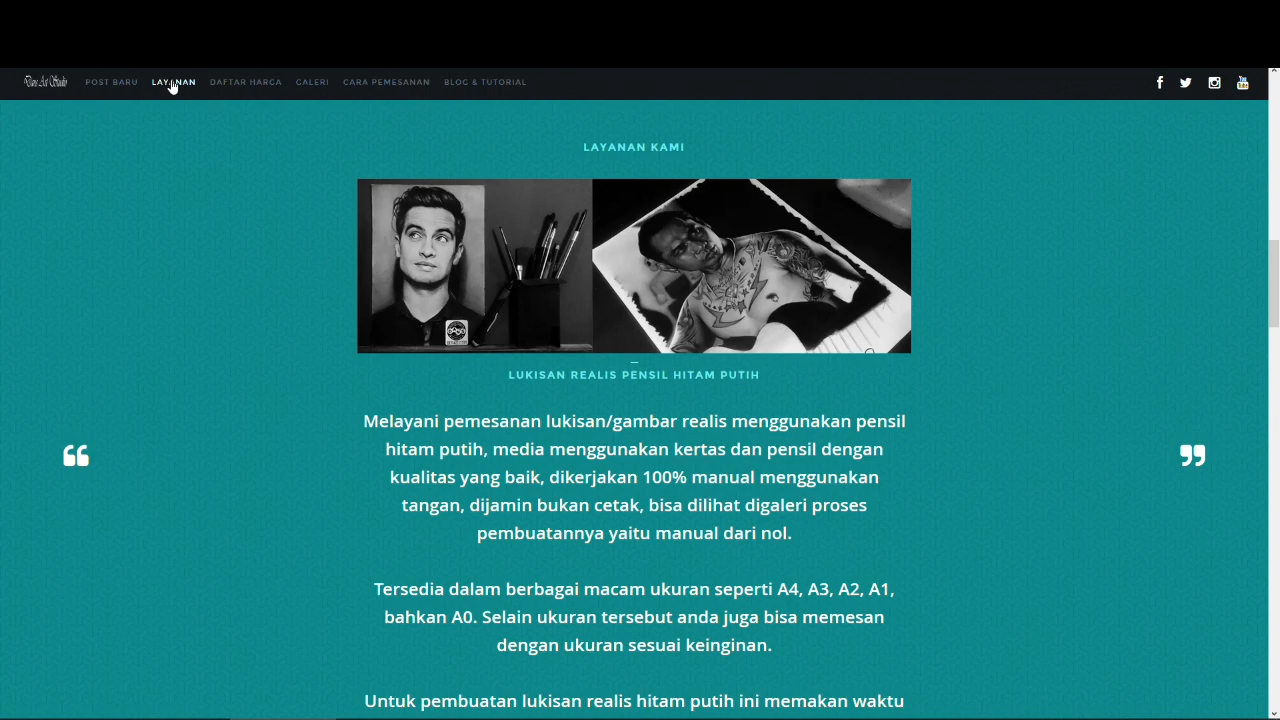 Art Studio
POST BARU LAYANAN DAFTAR HARGA GALERI CARA PEMESANAN BLOG & TUTORIAL
LAYANAN KAMI
LUKISAN REALIS PENSIL HITAM PUTIH
Melayani pemesanan lukisan/gambar realis menggunakan pensil
hitam putih, media menggunakan kertas dan pensil dengan
kualitas yang baik, dikerjakan 100% manual menggunakan
tangan, dijamin bukan cetak, bisa dilihat digaleri proses
pembuatannya yaitu manual dari nol.
Tersedia dalam berbagai macam ukuran seperti A4, A3, A2, A1,
bahkan A0. Selain ukuran tersebut anda juga bisa memesan
dengan ukuran sesuai keinginan.
Untuk pembuatan lukisan realis hitam putih ini memakan waktu